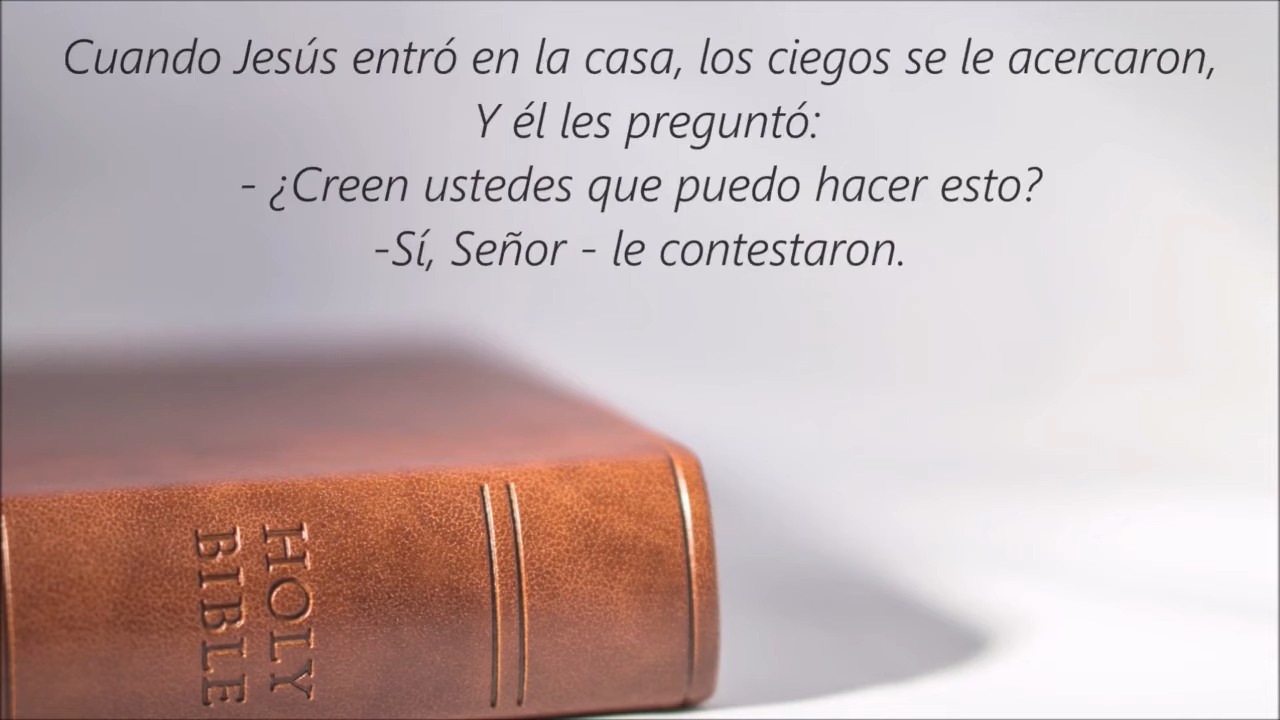 Cuando Jesús entró en la casa, los ciegos se le acercaron,
Y él les preguntó:
- ¿Creen ustedes que puedo hacer esto?
-Sí, Señor - le contestaron.
HOLY
BIBLE